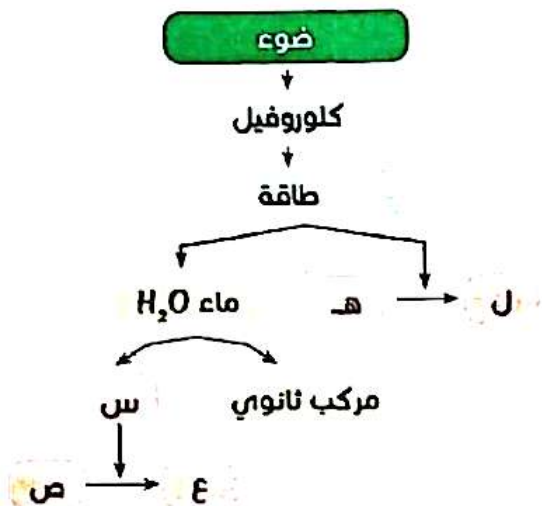 ضوء
كلوروفيل
طاقة
ماء H₂O
هـ
ل
س
مركب ثانوي
ص
ع